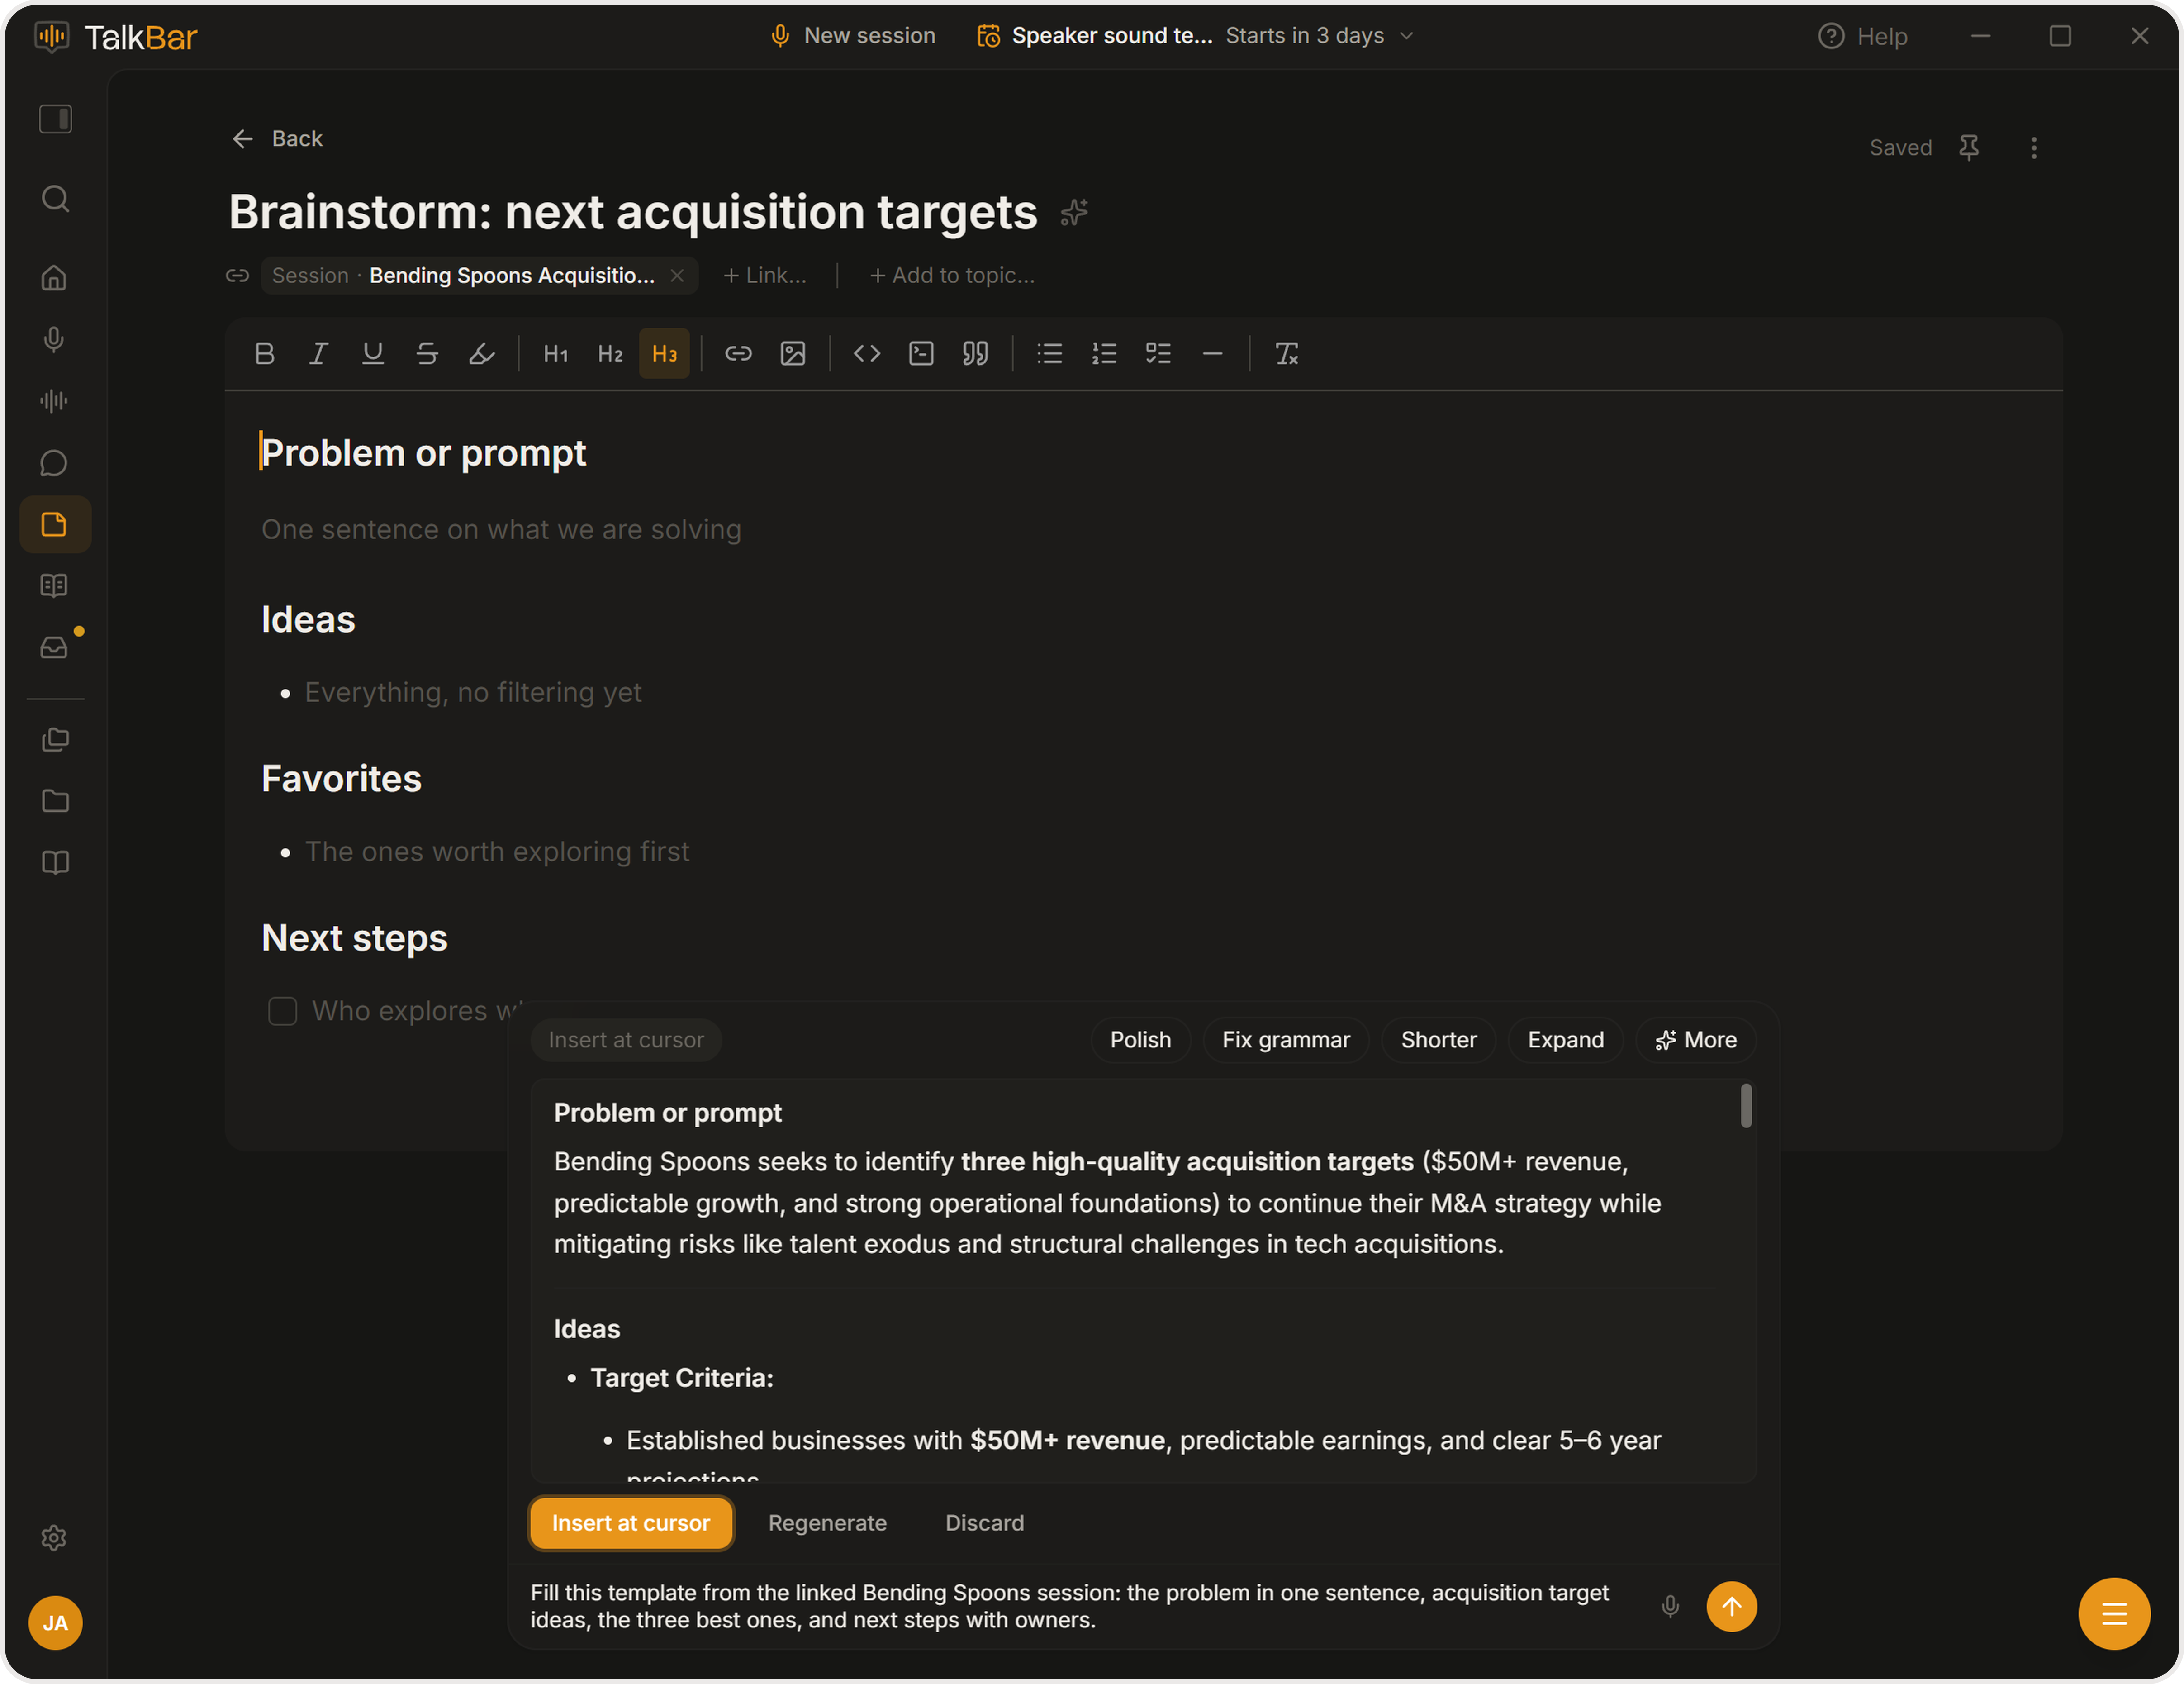 TalkBar
New session
Speaker sound te... Starts in 3 days
Help
Back
Saved
Brainstorm: next acquisition targets
Session · Bending Spoons Acquisitio...
+ Link...
+ Add to topic...
H1 H2 H3
Problem or prompt
One sentence on what we are solving
Ideas
• Everything, no filtering yet
Favorites
• The ones worth exploring first
Next steps
Who explores
Insert at cursor
Polish
Fix grammar
Shorter
Expand
More
Problem or prompt
Bending Spoons seeks to identify three high-quality acquisition targets ($50M+ revenue,
predictable growth, and strong operational foundations) to continue their M&A strategy while
mitigating risks like talent exodus and structural challenges in tech acquisitions.
Ideas
• Target Criteria:
• Established businesses with $50M+ revenue, predictable earnings, and clear 5–6 year
projections
Insert at cursor
Regenerate
Discard
Fill this template from the linked Bending Spoons session: the problem in one sentence, acquisition target
ideas, the three best ones, and next steps with owners.
JA